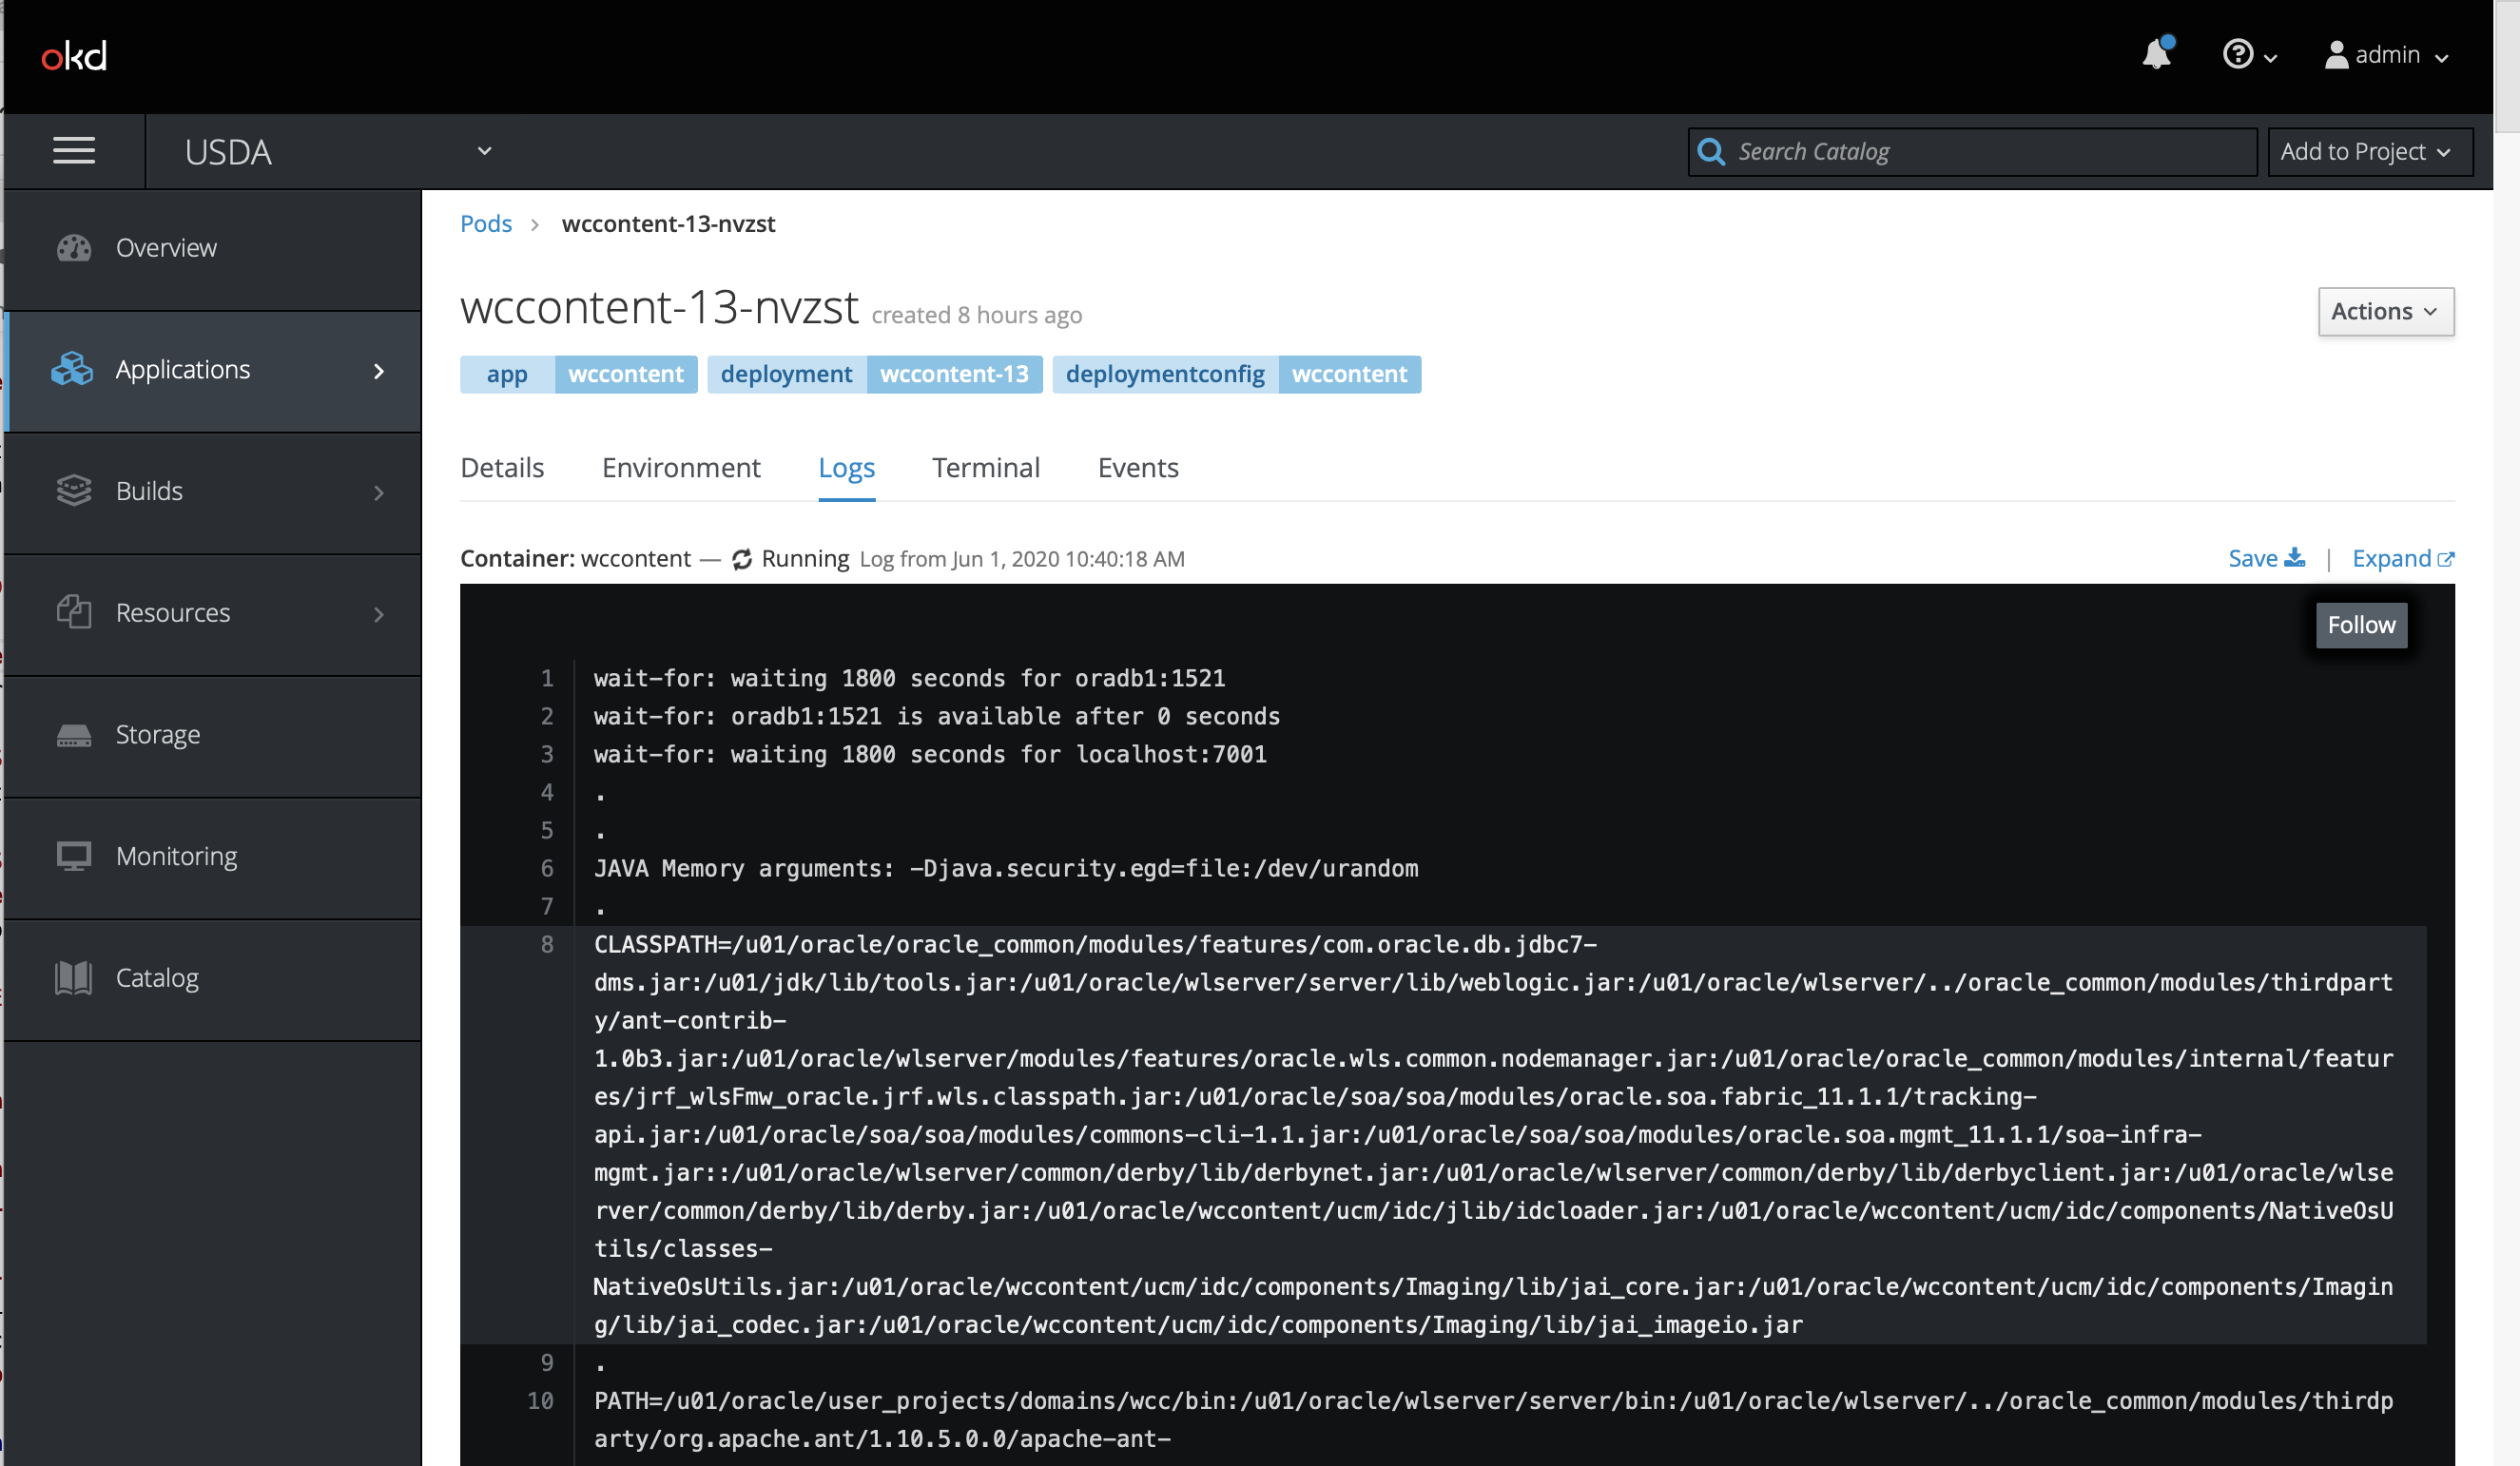 okd
admin
USDA
Search Catalog
Add to Project
Overview
Applications
Builds
Resources
Storage
Monitoring
Catalog
Pods > wccontent-13-nvzst
wccontent-13-nvzst created 8 hours ago
Actions
app wccontent deployment wccontent-13 deploymentconfig wccontent
Details Environment Logs Terminal Events
Container: wccontent — Running Log from Jun 1, 2020 10:40:18 AM
Save | Expand
Follow
1 wait-for: waiting 1800 seconds for oradb1:1521
2 wait-for: oradb1:1521 is available after 0 seconds
3 wait-for: waiting 1800 seconds for localhost:7001
4 .
5 .
6 JAVA Memory arguments: -Djava.security.egd=file:/dev/urandom
7 .
8 CLASSPATH=/u01/oracle/oracle_common/modules/features/com.oracle.db.jdbc7-
dms.jar:/u01/jdk/lib/tools.jar:/u01/oracle/wlserver/server/lib/weblogic.jar:/u01/oracle/wlserver/../oracle_common/modules/thirdpart
y/ant-contrib-
1.0b3.jar:/u01/oracle/wlserver/modules/features/oracle.wls.common.nodemanager.jar:/u01/oracle/oracle_common/modules/internal/featur
es/jrf_wlsFmw_oracle.jrf.wls.classpath.jar:/u01/oracle/soa/soa/modules/oracle.soa.fabric_11.1.1/tracking-
api.jar:/u01/oracle/soa/soa/modules/commons-cli-1.1.jar:/u01/oracle/soa/soa/modules/oracle.soa.mgmt_11.1.1/soa-infra-
mgmt.jar::/u01/oracle/wlserver/common/derby/lib/derbynet.jar:/u01/oracle/wlserver/common/derby/lib/derbyclient.jar:/u01/oracle/wlse
rver/common/derby/lib/derby.jar:/u01/oracle/wccontent/ucm/idc/jlib/idcloader.jar:/u01/oracle/wccontent/ucm/idc/components/NativeOsU
tils/classes-
NativeOsUtils.jar:/u01/oracle/wccontent/ucm/idc/components/Imaging/lib/jai_core.jar:/u01/oracle/wccontent/ucm/idc/components/Imagin
g/lib/jai_codec.jar:/u01/oracle/wccontent/ucm/idc/components/Imaging/lib/jai_imageio.jar
9 .
10 PATH=/u01/oracle/user_projects/domains/wcc/bin:/u01/oracle/wlserver/server/bin:/u01/oracle/wlserver/../oracle_common/modules/thirdp
arty/org.apache.ant/1.10.5.0.0/apache-ant-